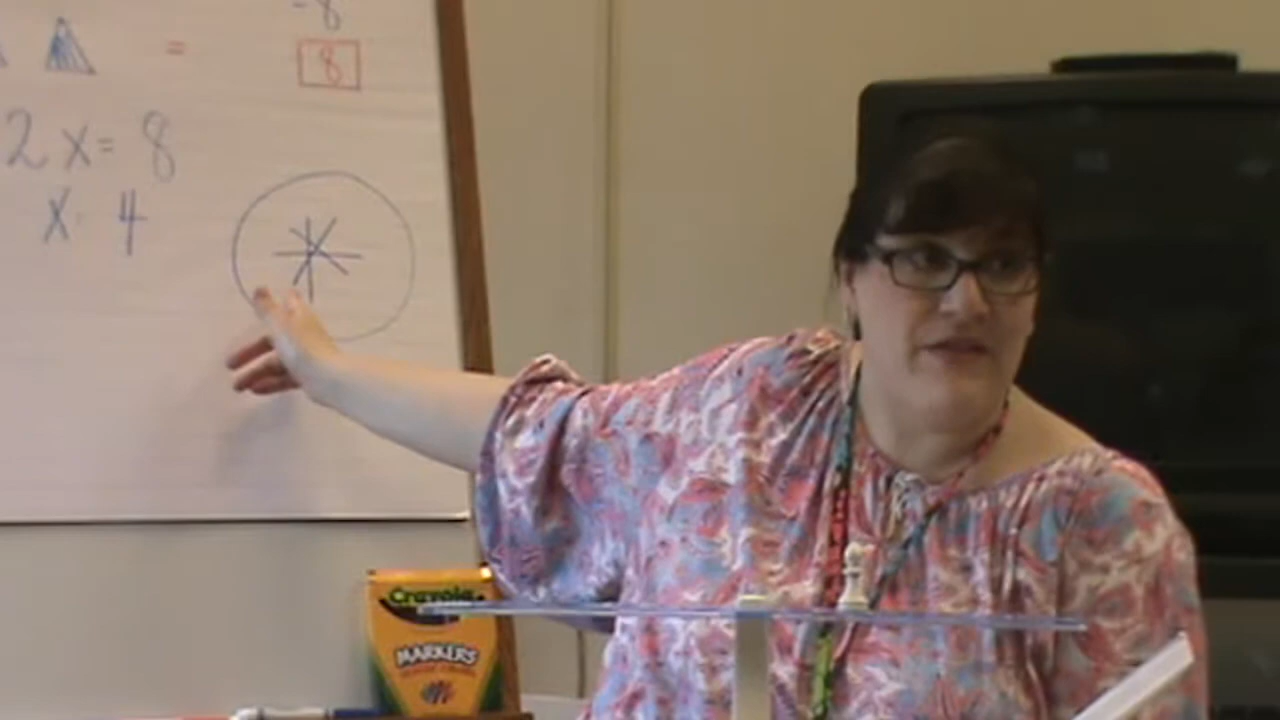 -8
= 8
2x = 8
x 4
Crayola
MARKERS